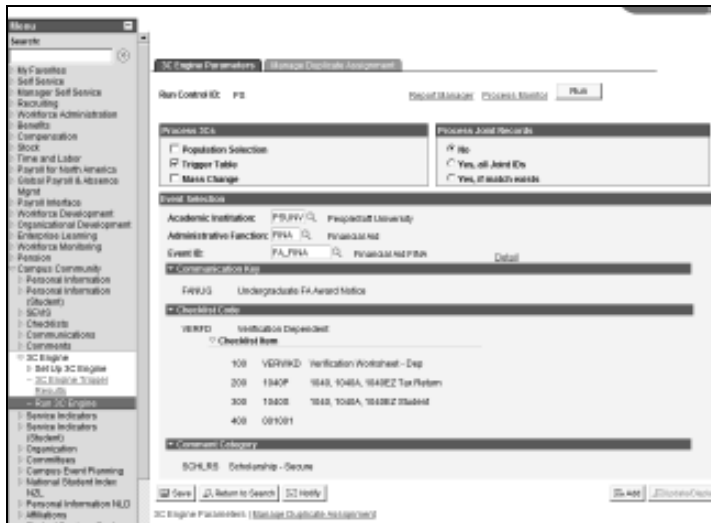 Menu
Search:
My Favorites
Self Service
Manager Self Service
Recruiting
Workforce Administration
Benefits
Compensation
Stock
Time and Labor
Payroll for North America
Global Payroll & Absence
Mgmt
Payroll Interface
Workforce Development
Organizational Development
Enterprise Learning
Workforce Monitoring
Pension
Campus Community
Personal Information
Personal Information
(Student)
SEVIS
Checklists
Communications
Comments
3C Engine
Set Up 3C Engine
3C Engine Trigger
Results
Run 3C Engine
Service Indicators
Service Indicators
(Student)
Organization
Committees
Campus Event Planning
National Student Index
NZL
Personal Information NLD
Affiliations
3C Engine Parameters
Manage Duplicate Assignment
Run Control ID: PS
Report Manager
Process Monitor
Run
Process 3Cs
Population Selection
Trigger Table
Mass Change
Process Joint Records
No
Yes, all Joint IDs
Yes, if match exists
Event Selection
Academic Institution: PSUNV PeopleSoft University
Administrative Function: FINA Financial Aid
Event ID: FA_FINA Financial Aid FINA
Detail
Communication Key
FANUG Undergraduate FA Award Notice
Checklist Code
VERIFD Verification Dependent
Checklist Item
100 VERWKD Verification Worksheet - Dep
200 1040P 1040, 1040A, 1040EZ Tax Return
300 1040S 1040, 1040A, 1040EZ Student
400 001001
Comment Category
SCHLRS Scholarship - Secure
Save
Return to Search
Notify
Add
Update/Display
3C Engine Parameters | Manage Duplicate Assignment